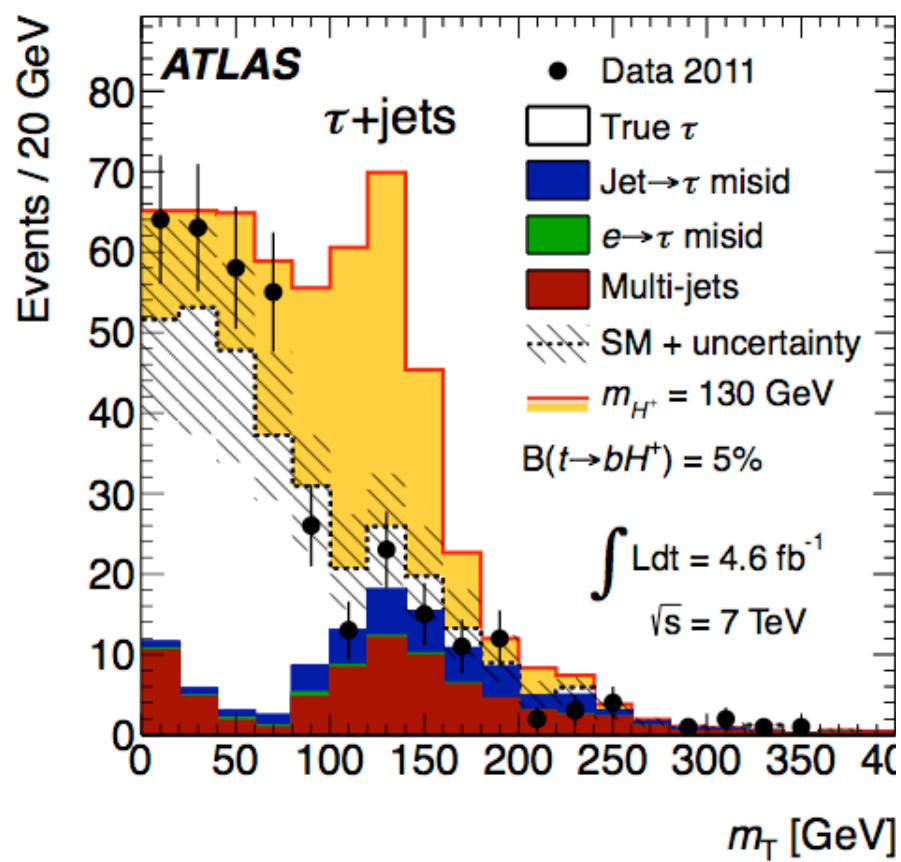 ATLAS
τ+jets
Data 2011
True τ
Jet→τ misid
e→τ misid
Multi-jets
SM + uncertainty
m_H⁺ = 130 GeV
B(t→bH⁺) = 5%
∫ Ldt = 4.6 fb⁻¹
√s = 7 TeV
Events / 20 GeV
80
70
60
50
40
30
20
10
0
0 50 100 150 200 250 300 350 40
m_T [GeV]